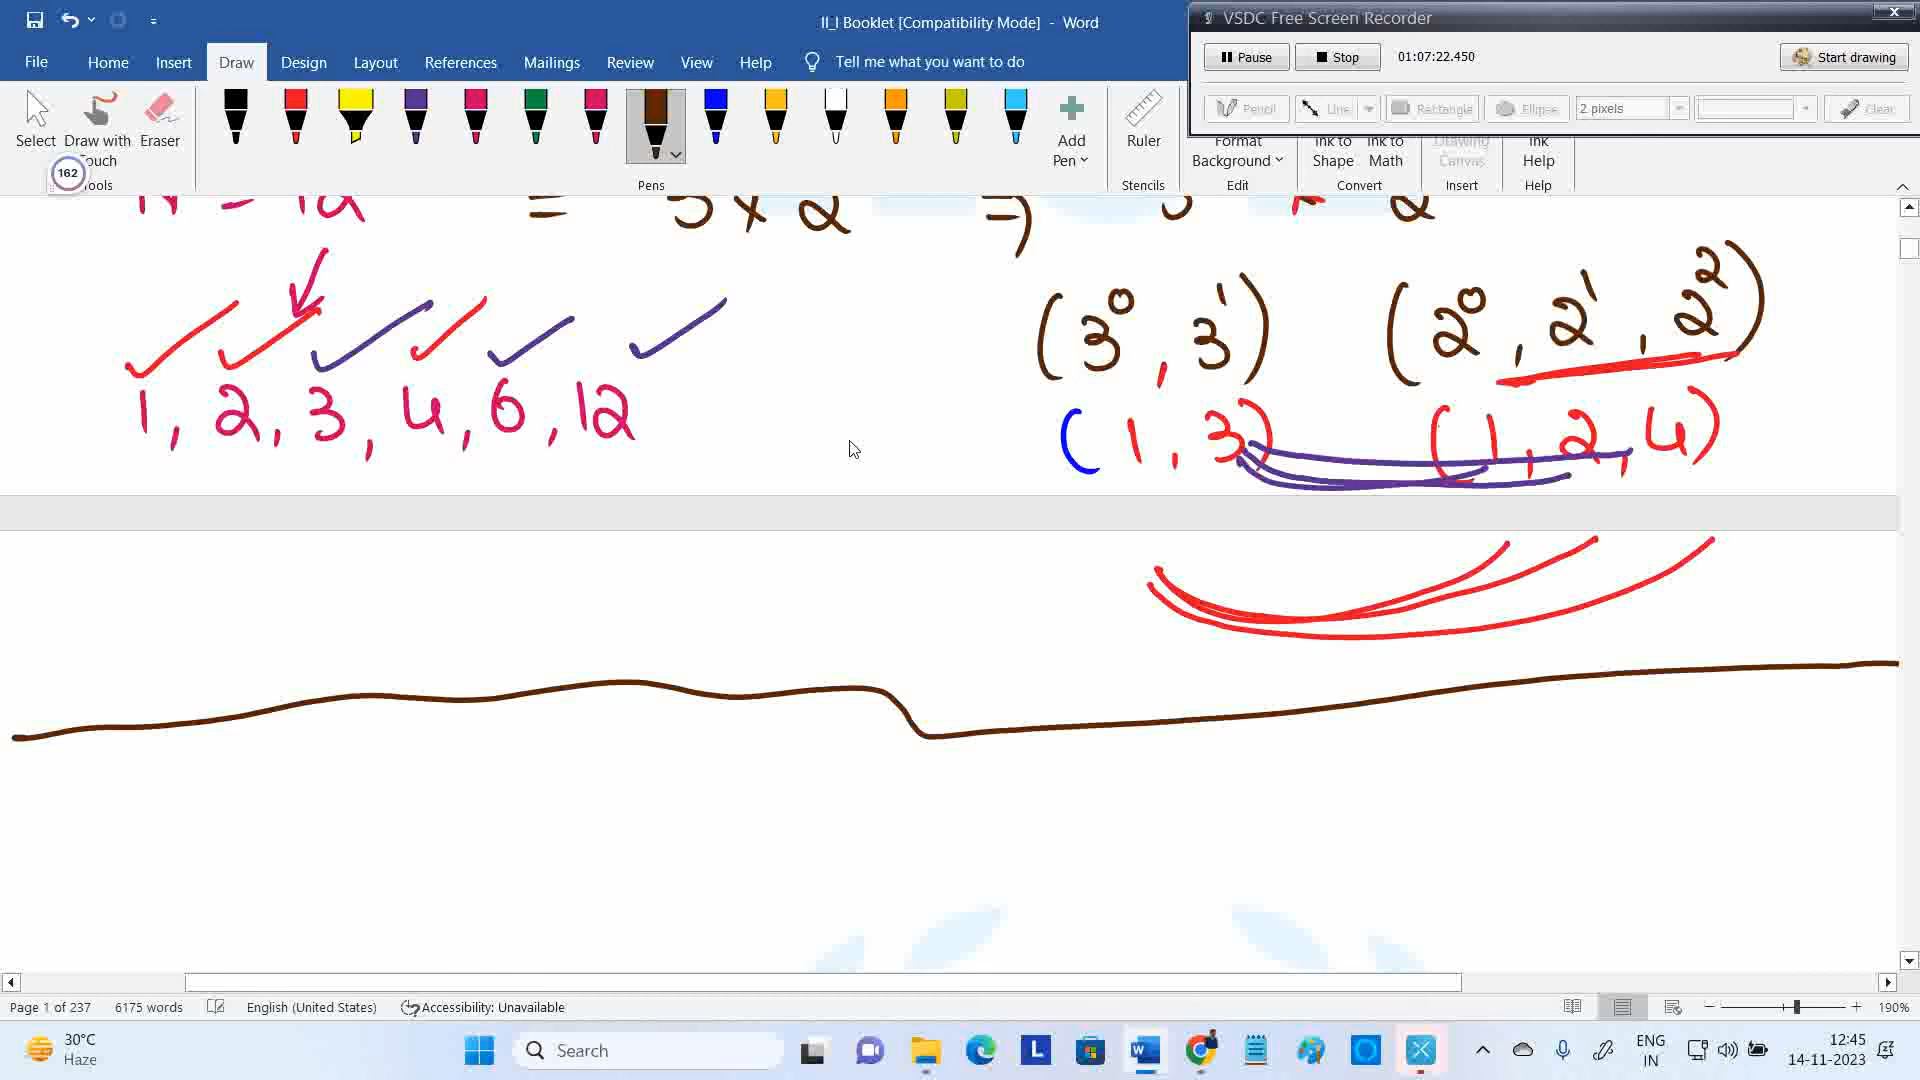 II_I Booklet [Compatibility Mode] - Word
VSDC Free Screen Recorder
Pause
Stop
01:07:22.450
Start drawing
File
Home
Insert
Draw
Design
Layout
References
Mailings
Review
View
Help
Tell me what you want to do
Pencil
Line
Rectangle
Ellipse
2 pixels
Clear
Select
Draw with
Touch
Eraser
Add
Pen
Ruler
Format
Background
Ink to
Shape
Ink to
Math
Drawing
Canvas
Ink
Help
162
Tools
Pens
Stencils
Edit
Convert
Insert
Help
N = 12 = 3 x 2 ⇒ 3 x 2
(3⁰, 3¹) (2⁰, 2¹, 2²)
1, 2, 3, 4, 6, 12
(1, 3) (1, 2, 4)
Page 1 of 237
6175 words
English (United States)
Accessibility: Unavailable
190%
30°C
Haze
Search
ENG
IN
12:45
14-11-2023